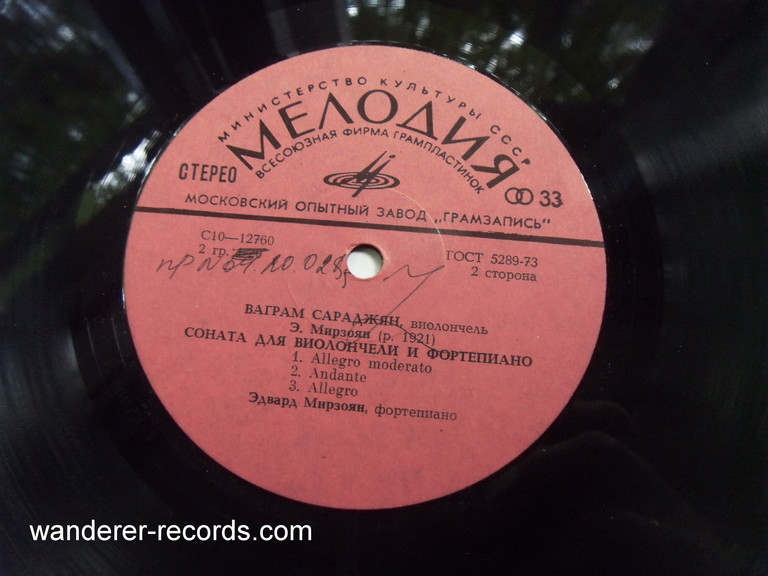 МИНИСТЕРСТВО КУЛЬТУРЫ СССР
МЕЛОДИЯ
ВСЕСОЮЗНАЯ ФИРМА ГРАМПЛАСТИНОК
СТЕРЕО
33
МОСКОВСКИЙ ОПЫТНЫЙ ЗАВОД „ГРАМЗАПИСЬ"
С10—12760
2 гр.
ГОСТ 5289-73
2 сторона
ВАГРАМ САРАДЖЯН, виолончель
Э. Мирзоян (р. 1921)
СОНАТА ДЛЯ ВИОЛОНЧЕЛИ И ФОРТЕПИАНО
1. Allegro moderato
2. Andante
3. Allegro
Эдвард Мирзоян, фортепиано
wanderer-records.com